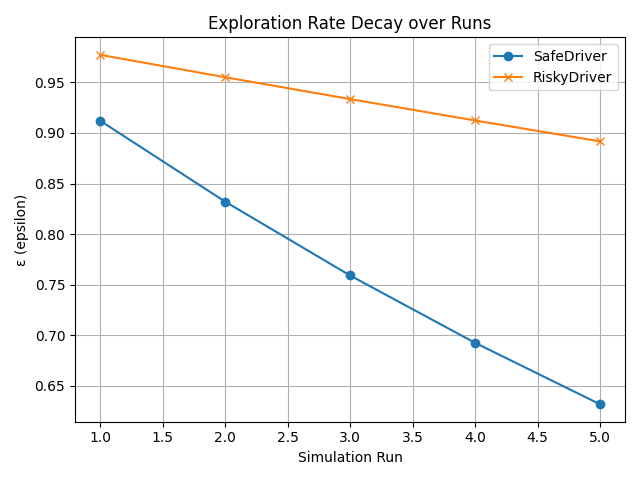 Exploration Rate Decay over Runs
SafeDriver
RiskyDriver
ε (epsilon)
0.95
0.90
0.85
0.80
0.75
0.70
0.65
1.0 1.5 2.0 2.5 3.0 3.5 4.0 4.5 5.0
Simulation Run